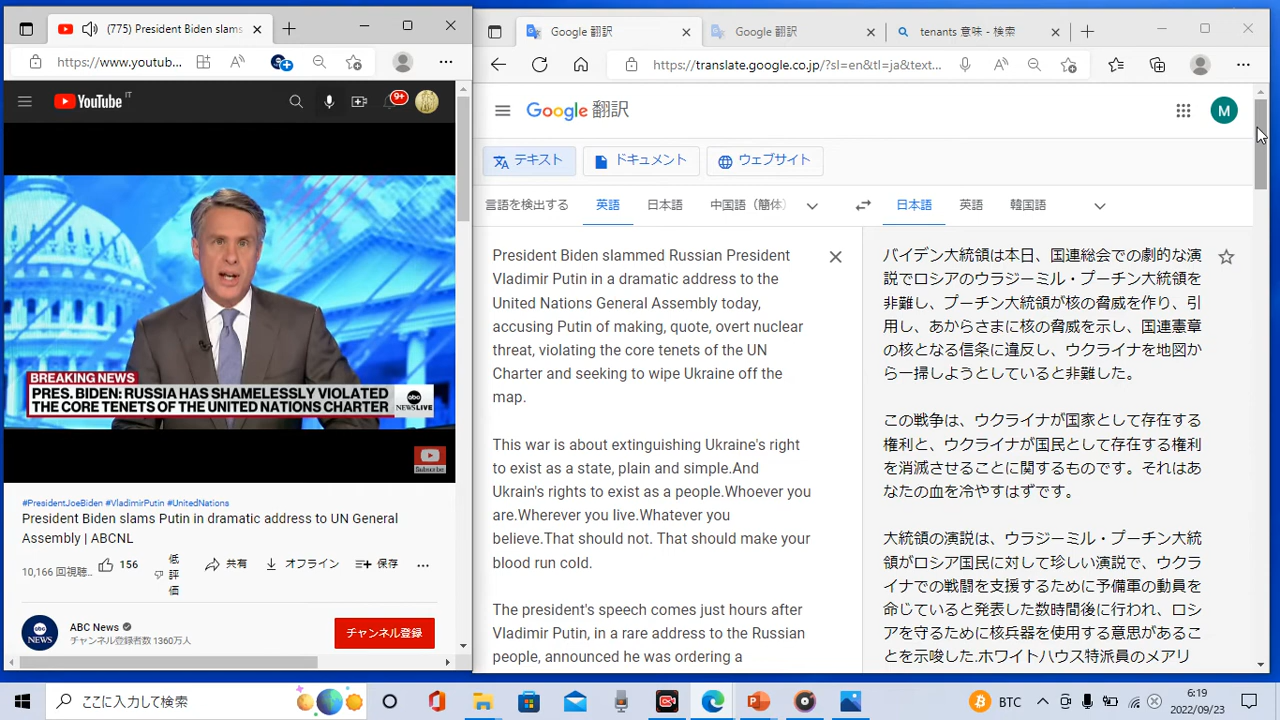 (775) President Biden slams
https://www.youtub...
YouTube IT
9+
BREAKING NEWS
PRES. BIDEN: RUSSIA HAS SHAMELESSLY VIOLATED
THE CORE TENETS OF THE UNITED NATIONS CHARTER
abc
NEWSLIVE
Subscribe
#PresidentJoeBiden #VladimirPutin #UnitedNations
President Biden slams Putin in dramatic address to UN General
Assembly | ABCNL
10,166 回視聴...
156
低
評
価
共有
オフライン
保存
ABC News
チャンネル登録者数 1360万人
チャンネル登録
abc
NEWS
Google 翻訳
Google 翻訳
tenants 意味 - 検索
https://translate.google.co.jp/?sl=en&tl=ja&text...
Google 翻訳
M
テキスト
ドキュメント
ウェブサイト
言語を検出する
英語
日本語
中国語（簡体）
日本語
英語
韓国語
President Biden slammed Russian President
Vladimir Putin in a dramatic address to the
United Nations General Assembly today,
accusing Putin of making, quote, overt nuclear
threat, violating the core tenets of the UN
Charter and seeking to wipe Ukraine off the
map.
This war is about extinguishing Ukraine's right
to exist as a state, plain and simple.And
Ukrain's rights to exist as a people.Whoever you
are.Wherever you live.Whatever you
believe.That should not. That should make your
blood run cold.
The president's speech comes just hours after
Vladimir Putin, in a rare address to the Russian
people, announced he was ordering a
バイデン大統領は本日、国連総会での劇的な演
説でロシアのウラジーミル・プーチン大統領を
非難し、プーチン大統領が核の脅威を作り、引
用し、あからさまに核の脅威を示し、国連憲章
の核となる信条に違反し、ウクライナを地図か
ら一掃しようとしていると非難した。
この戦争は、ウクライナが国家として存在する
権利と、ウクライナが国民として存在する権利
を消滅させることに関するものです。それはあ
なたの血を冷やすはずです。
大統領の演説は、ウラジーミル・プーチン大統
領がロシア国民に対して珍しい演説で、ウクラ
イナでの戦闘を支援するために予備軍の動員を
命じていると発表した数時間後に行われ、ロシ
アを守るために核兵器を使用する意思があるこ
とを示唆した.ホワイトハウス特派員のメアリ
ここに入力して検索
BTC
6:19
2022/09/23